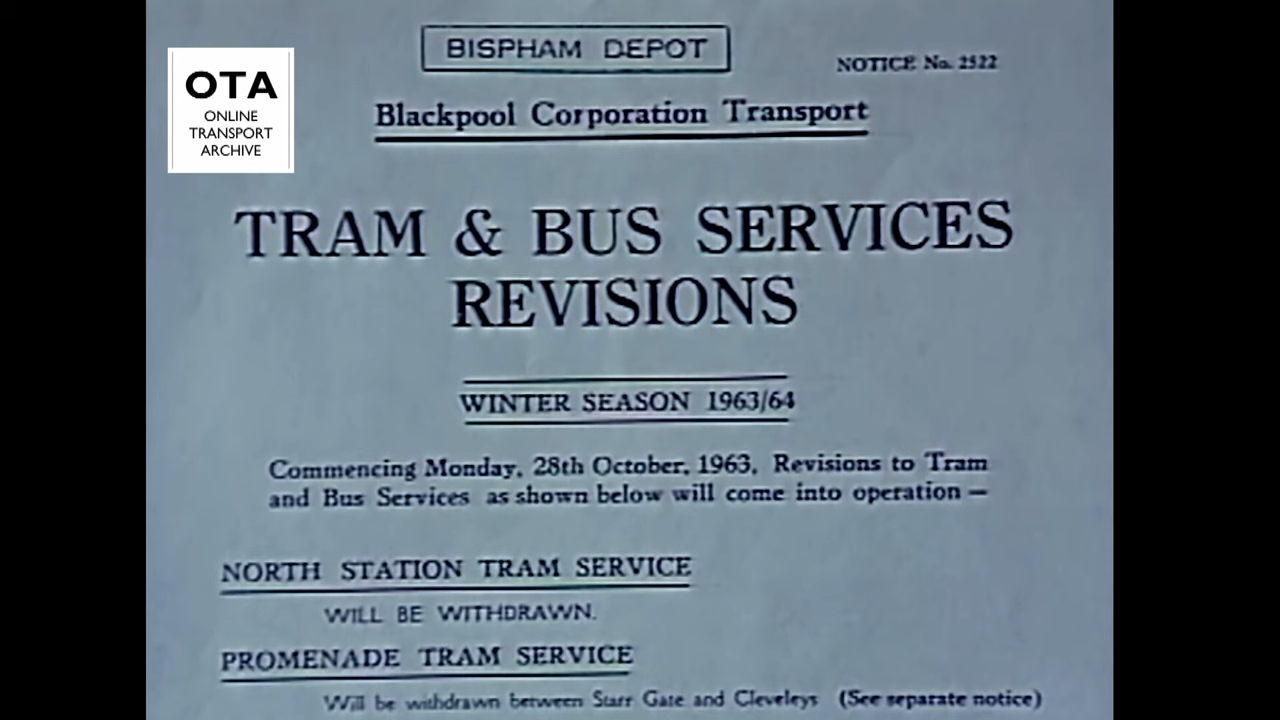 OTA
ONLINE
TRANSPORT
ARCHIVE
BISPHAM DEPOT
NOTICE No. 2522
Blackpool Corporation Transport
TRAM & BUS SERVICES
REVISIONS
WINTER SEASON 1963/64
Commencing Monday, 28th October, 1963, Revisions to Tram
and Bus Services as shown below will come into operation —
NORTH STATION TRAM SERVICE
WILL BE WITHDRAWN.
PROMENADE TRAM SERVICE
Will be withdrawn between Starr Gate and Cleveleys (See separate notice)